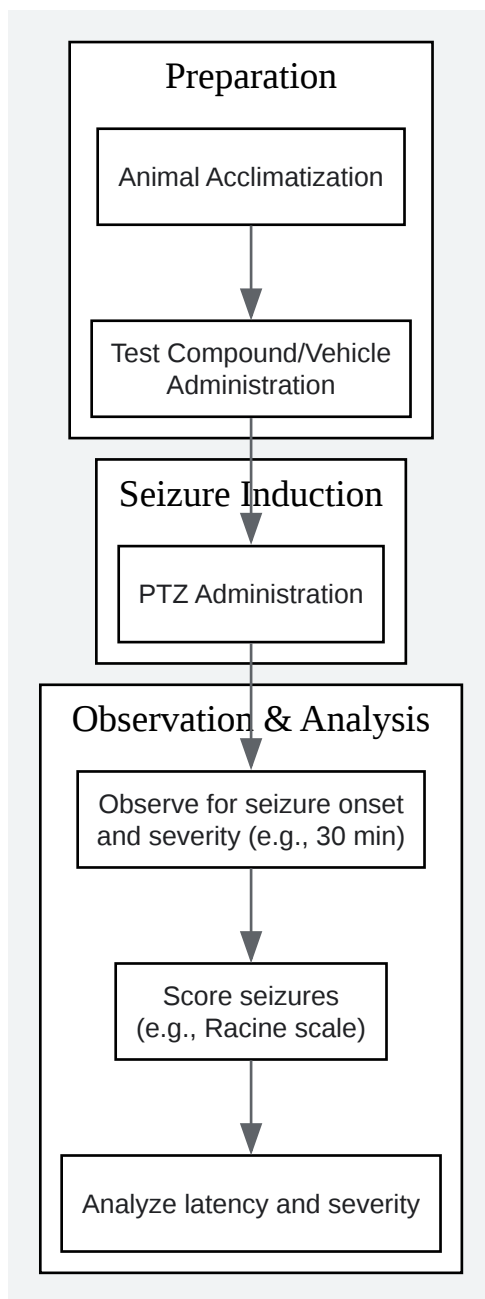 Preparation
Animal Acclimatization
Test Compound/Vehicle
Administration
Seizure Induction
PTZ Administration
Observation & Analysis
Observe for seizure onset
and severity (e.g., 30 min)
Score seizures
(e.g., Racine scale)
Analyze latency and severity